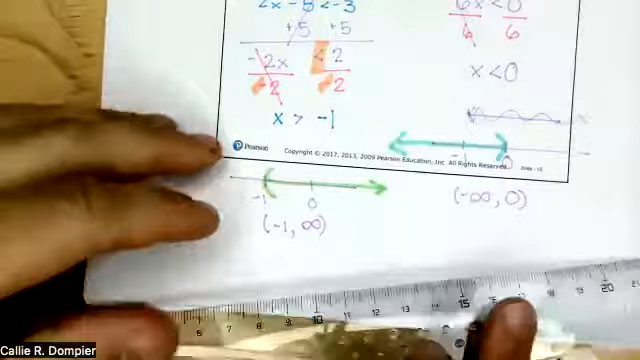 -2x - 5 < -3
+5 +5
-2x < 2
-2 -2
x > -1
6x < 0
6 6
x < 0
-1 0
Pearson
Copyright © 2017, 2013, 2009 Pearson Education, Inc. All Rights Reserved
-1 0
(-1, ∞)
(-∞, 0)
6 7 8 9 10 11 12 13 14 15 16 17 18 19 20 21
Callie R. Dompier